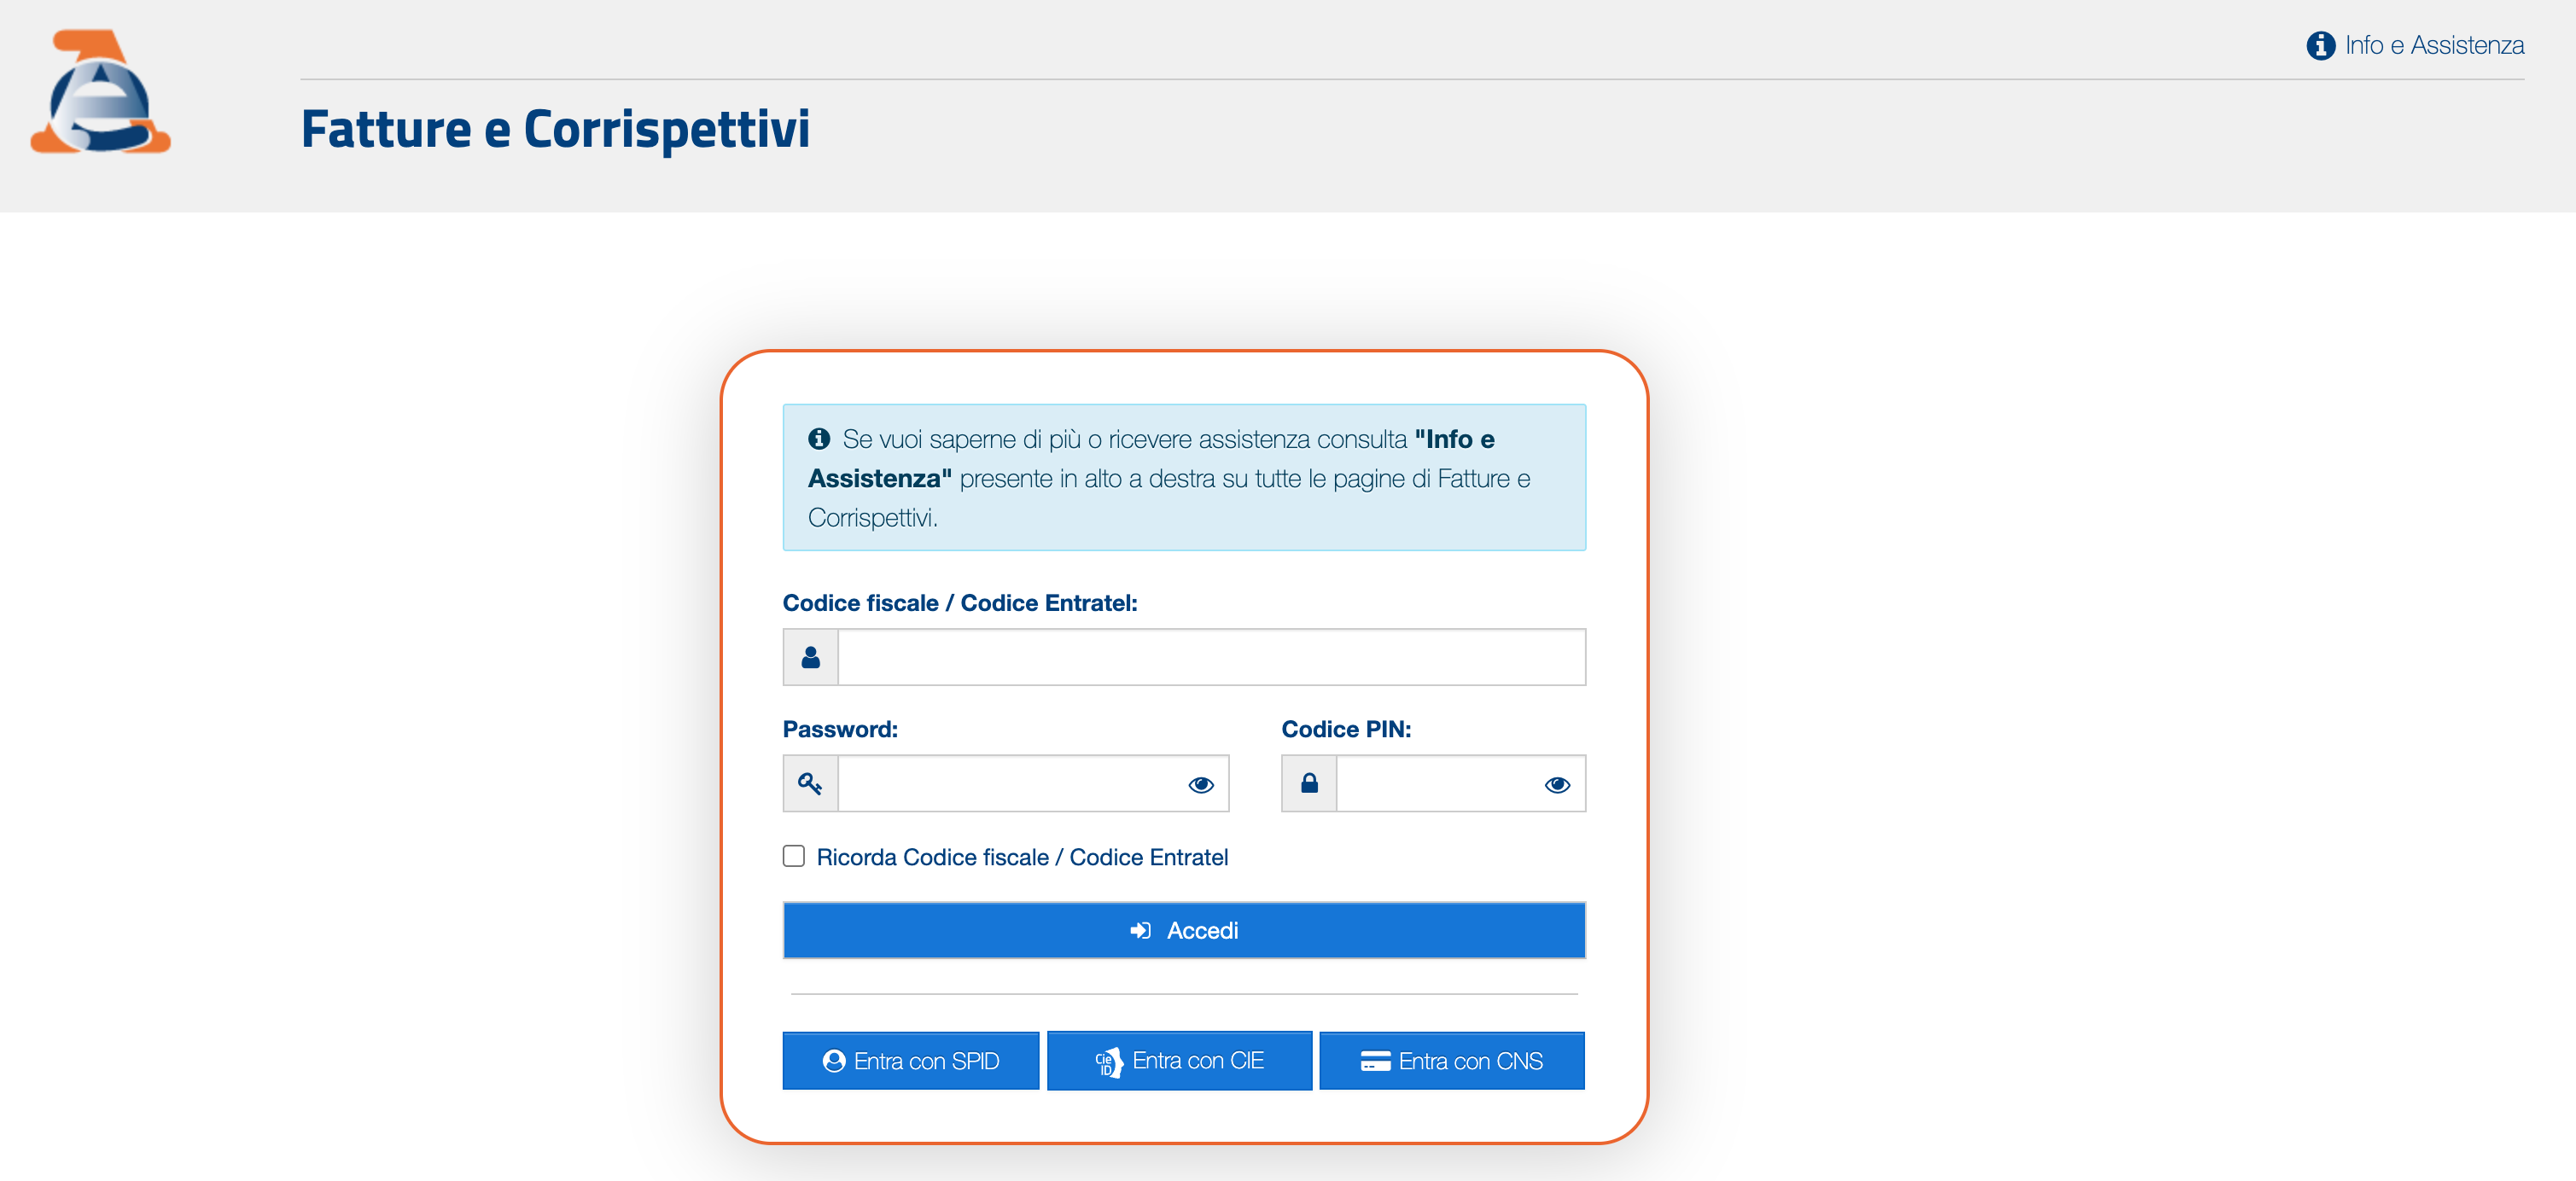 Info e Assistenza
Fatture e Corrispettivi
Se vuoi saperne di più o ricevere assistenza consulta "Info e
Assistenza" presente in alto a destra su tutte le pagine di Fatture e
Corrispettivi.
Codice fiscale / Codice Entratel:
Password:
Codice PIN:
Ricorda Codice fiscale / Codice Entratel
Accedi
Entra con SPID
Cie
ID
Entra con CIE
Entra con CNS